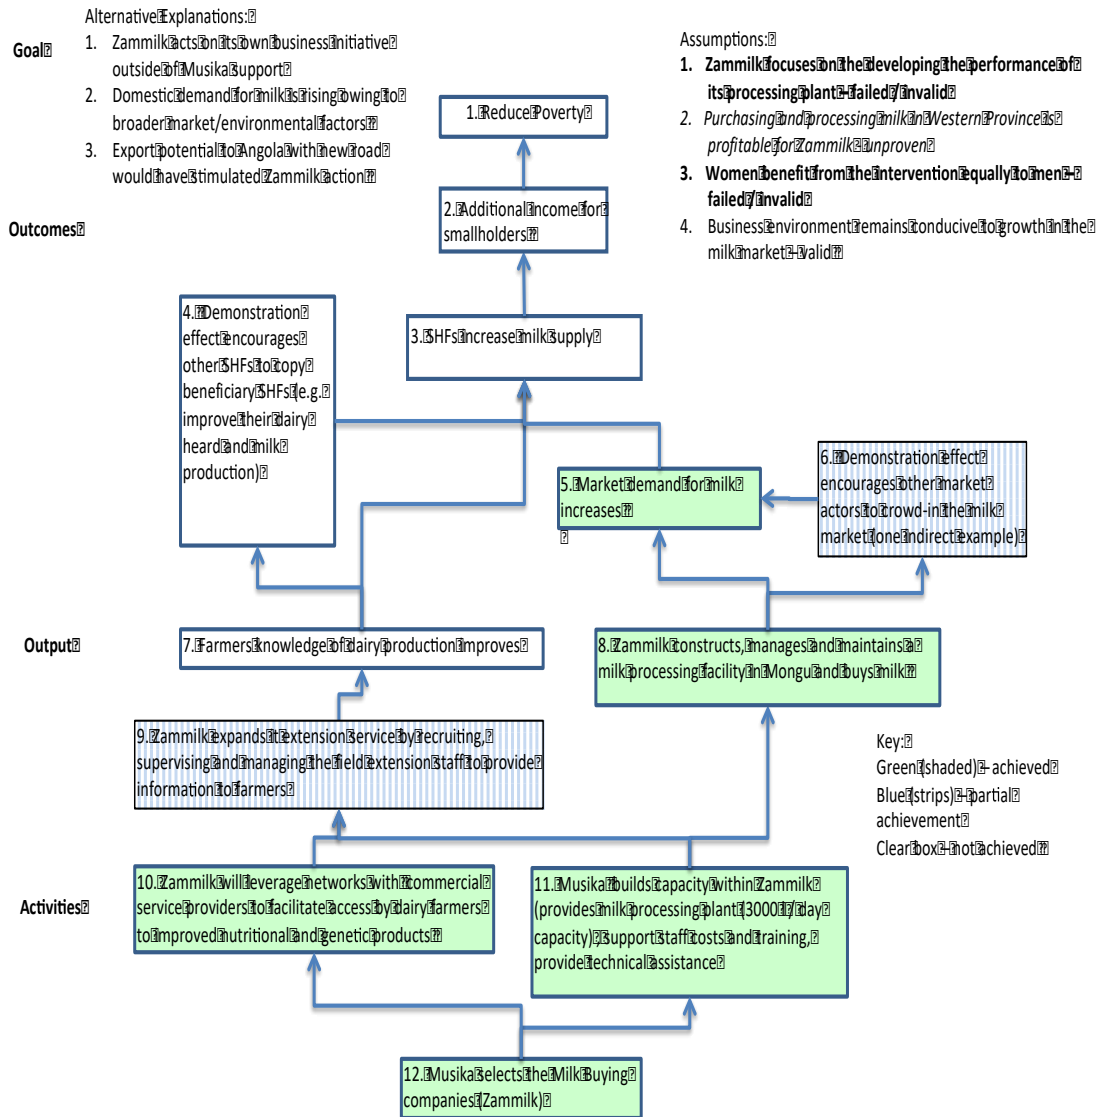 Alternative Explanations:
Goal
1. Zammilk acts on its own business initiative
outside of Musika support
2. Domestic demand for milk is rising owing to
broader market/environmental factors
3. Export potential to Angola with new road
would have stimulated Zammilk action
Assumptions:
1. Zammilk focuses on the developing the performance of
its processing plant – failed / invalid
2. Purchasing and processing milk in Western Province is
profitable for Zammilk - unproven
3. Women benefit from the intervention equally to men –
failed / invalid
4. Business environment remains conducive to growth in the
milk market – valid
1. Reduce Poverty
Outcomes
2. Additional income for
smallholders
4. Demonstration
effect encourages
other SHFs to copy
beneficiary SHFs (e.g.
improve their dairy
heard and milk
production)
3. SHFs increase milk supply
5. Market demand for milk
increases
6. Demonstration effect
encourages other market
actors to crowd-in the milk
market (one indirect example)
Output
7. Farmers knowledge of dairy production improves
8. Zammilk constructs, manages and maintains a
milk processing facility in Mongu and buys milk
9. Zammilk expands it extension service by recruiting,
supervising and managing the field extension staff to provide
information to farmers
Key:
Green (shaded) – achieved
Blue (strips) – partial
achievement
Clear box – not achieved
Activities
10. Zammilk will leverage networks with commercial
service providers to facilitate access by dairy farmers
to improved nutritional and genetic products
11. Musika builds capacity within Zammilk
(provides milk processing plant (3000 /day
capacity) support staff costs and training,
provide technical assistance
12. Musika selects the Milk Buying
companies (Zammilk)